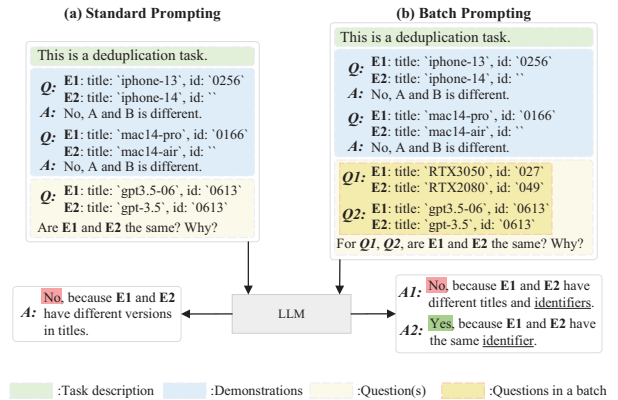 (a) Standard Prompting
This is a deduplication task.
Q: E1: title: `iphone-13`, id: `0256`
E2: title: `iphone-14`, id: ``
A: No, A and B is different.
Q: E1: title: `mac14-pro`, id: `0166`
E2: title: `mac14-air`, id: ``
A: No, A and B is different.
Q: E1: title: `gpt3.5-06`, id: `0613`
E2: title: `gpt-3.5`, id: `0613`
Are E1 and E2 the same? Why?
(b) Batch Prompting
This is a deduplication task.
Q: E1: title: `iphone-13`, id: `0256`
E2: title: `iphone-14`, id: ``
A: No, A and B is different.
Q: E1: title: `mac14-pro`, id: `0166`
E2: title: `mac14-air`, id: ``
A: No, A and B is different.
Q1: E1: title: `RTX3050`, id: `027`
E2: title: `RTX2080`, id: `049`
Q2: E1: title: `gpt3.5-06`, id: `0613`
E2: title: `gpt-3.5`, id: `0613`
For Q1, Q2, are E1 and E2 the same? Why?
A: No, because E1 and E2
have different versions
in titles.
LLM
A1: No, because E1 and E2 have
different titles and identifiers.
A2: Yes, because E1 and E2 have
the same identifier.
:Task description :Demonstrations :Question(s) :Questions in a batch